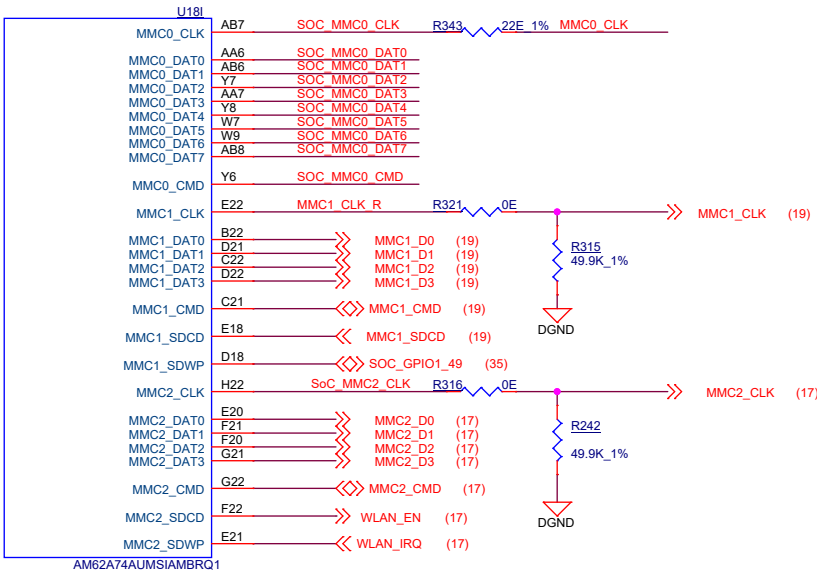 U18I
MMC0_CLK AB7 SOC_MMC0_CLK R343 22E_1% MMC0_CLK
MMC0_DAT0 AA6 SOC_MMC0_DAT0
MMC0_DAT1 AB6 SOC_MMC0_DAT1
MMC0_DAT2 Y7 SOC_MMC0_DAT2
MMC0_DAT3 AA7 SOC_MMC0_DAT3
MMC0_DAT4 Y8 SOC_MMC0_DAT4
MMC0_DAT5 W7 SOC_MMC0_DAT5
MMC0_DAT6 W9 SOC_MMC0_DAT6
MMC0_DAT7 AB8 SOC_MMC0_DAT7
MMC0_CMD Y6 SOC_MMC0_CMD
MMC1_CLK E22 MMC1_CLK_R R321 0E MMC1_CLK (19)
MMC1_DAT0 B22 MMC1_D0 (19)
MMC1_DAT1 D21 MMC1_D1 (19)
MMC1_DAT2 C22 MMC1_D2 (19)
MMC1_DAT3 D22 MMC1_D3 (19)
R315
49.9K_1%
MMC1_CMD C21 MMC1_CMD (19)
DGND
MMC1_SDCD E18 MMC1_SDCD (19)
MMC1_SDWP D18 SOC_GPIO1_49 (35)
MMC2_CLK H22 SoC_MMC2_CLK R316 0E MMC2_CLK (17)
MMC2_DAT0 E20 MMC2_D0 (17)
MMC2_DAT1 F21 MMC2_D1 (17)
MMC2_DAT2 F20 MMC2_D2 (17)
MMC2_DAT3 G21 MMC2_D3 (17)
R242
49.9K_1%
MMC2_CMD G22 MMC2_CMD (17)
MMC2_SDCD F22 WLAN_EN (17)
DGND
MMC2_SDWP E21 WLAN_IRQ (17)
AM62A74AUMSIAMBRQ1